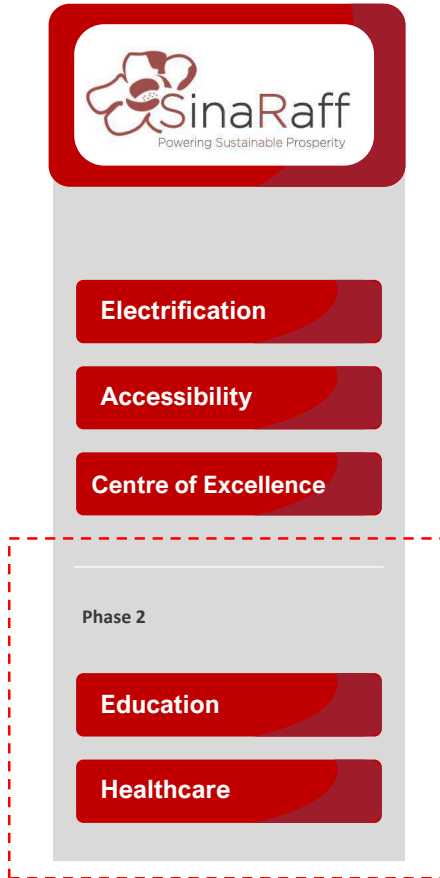 SinaRaff
Powering Sustainable Prosperity
Electrification
Accessibility
Centre of Excellence
Phase 2
Education
Healthcare